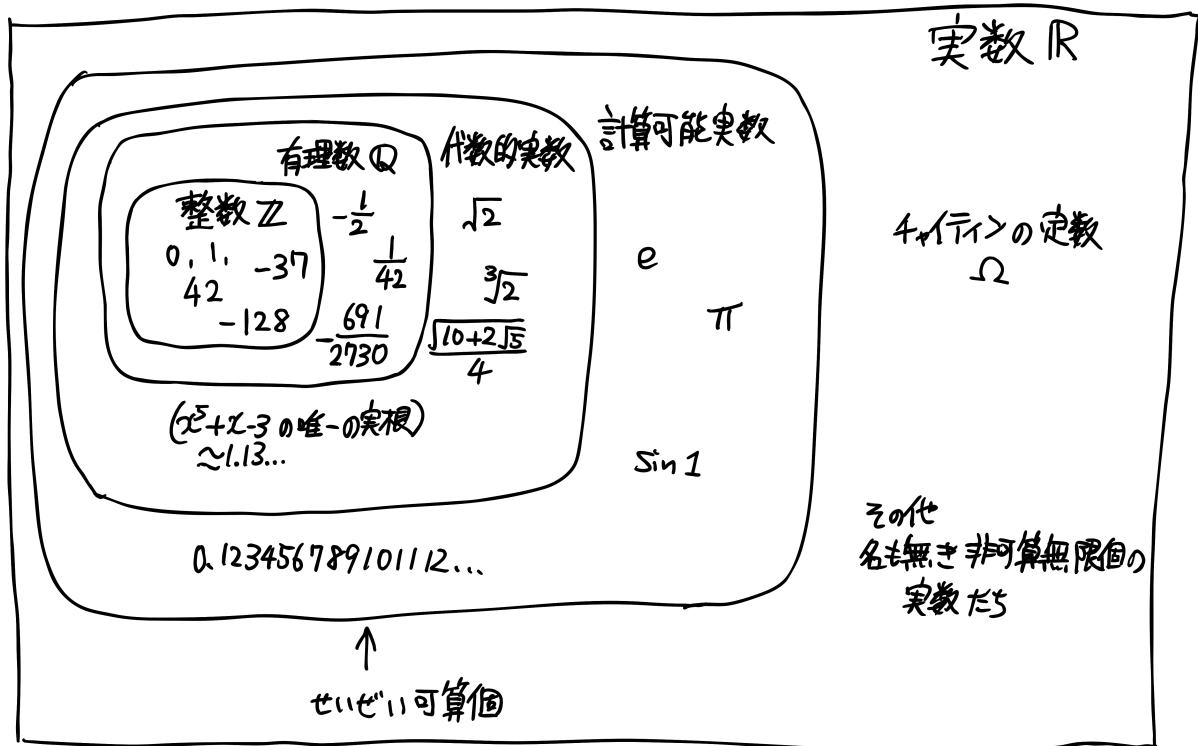 実数 ℝ
計算可能実数
代数的実数
有理数 ℚ
整数 ℤ
0, 1,
-37
42
-128
-1/2
1/42
-691/2730
√2
∛2
√(10+2√5)/4
(x⁵+x-3の唯一の実根)
≈1.13...
e
π
sin 1
0.123456789101112...
チャイティンの定数
Ω
その他
名も無き非可算無限個の
実数たち
↑
せいぜい可算個